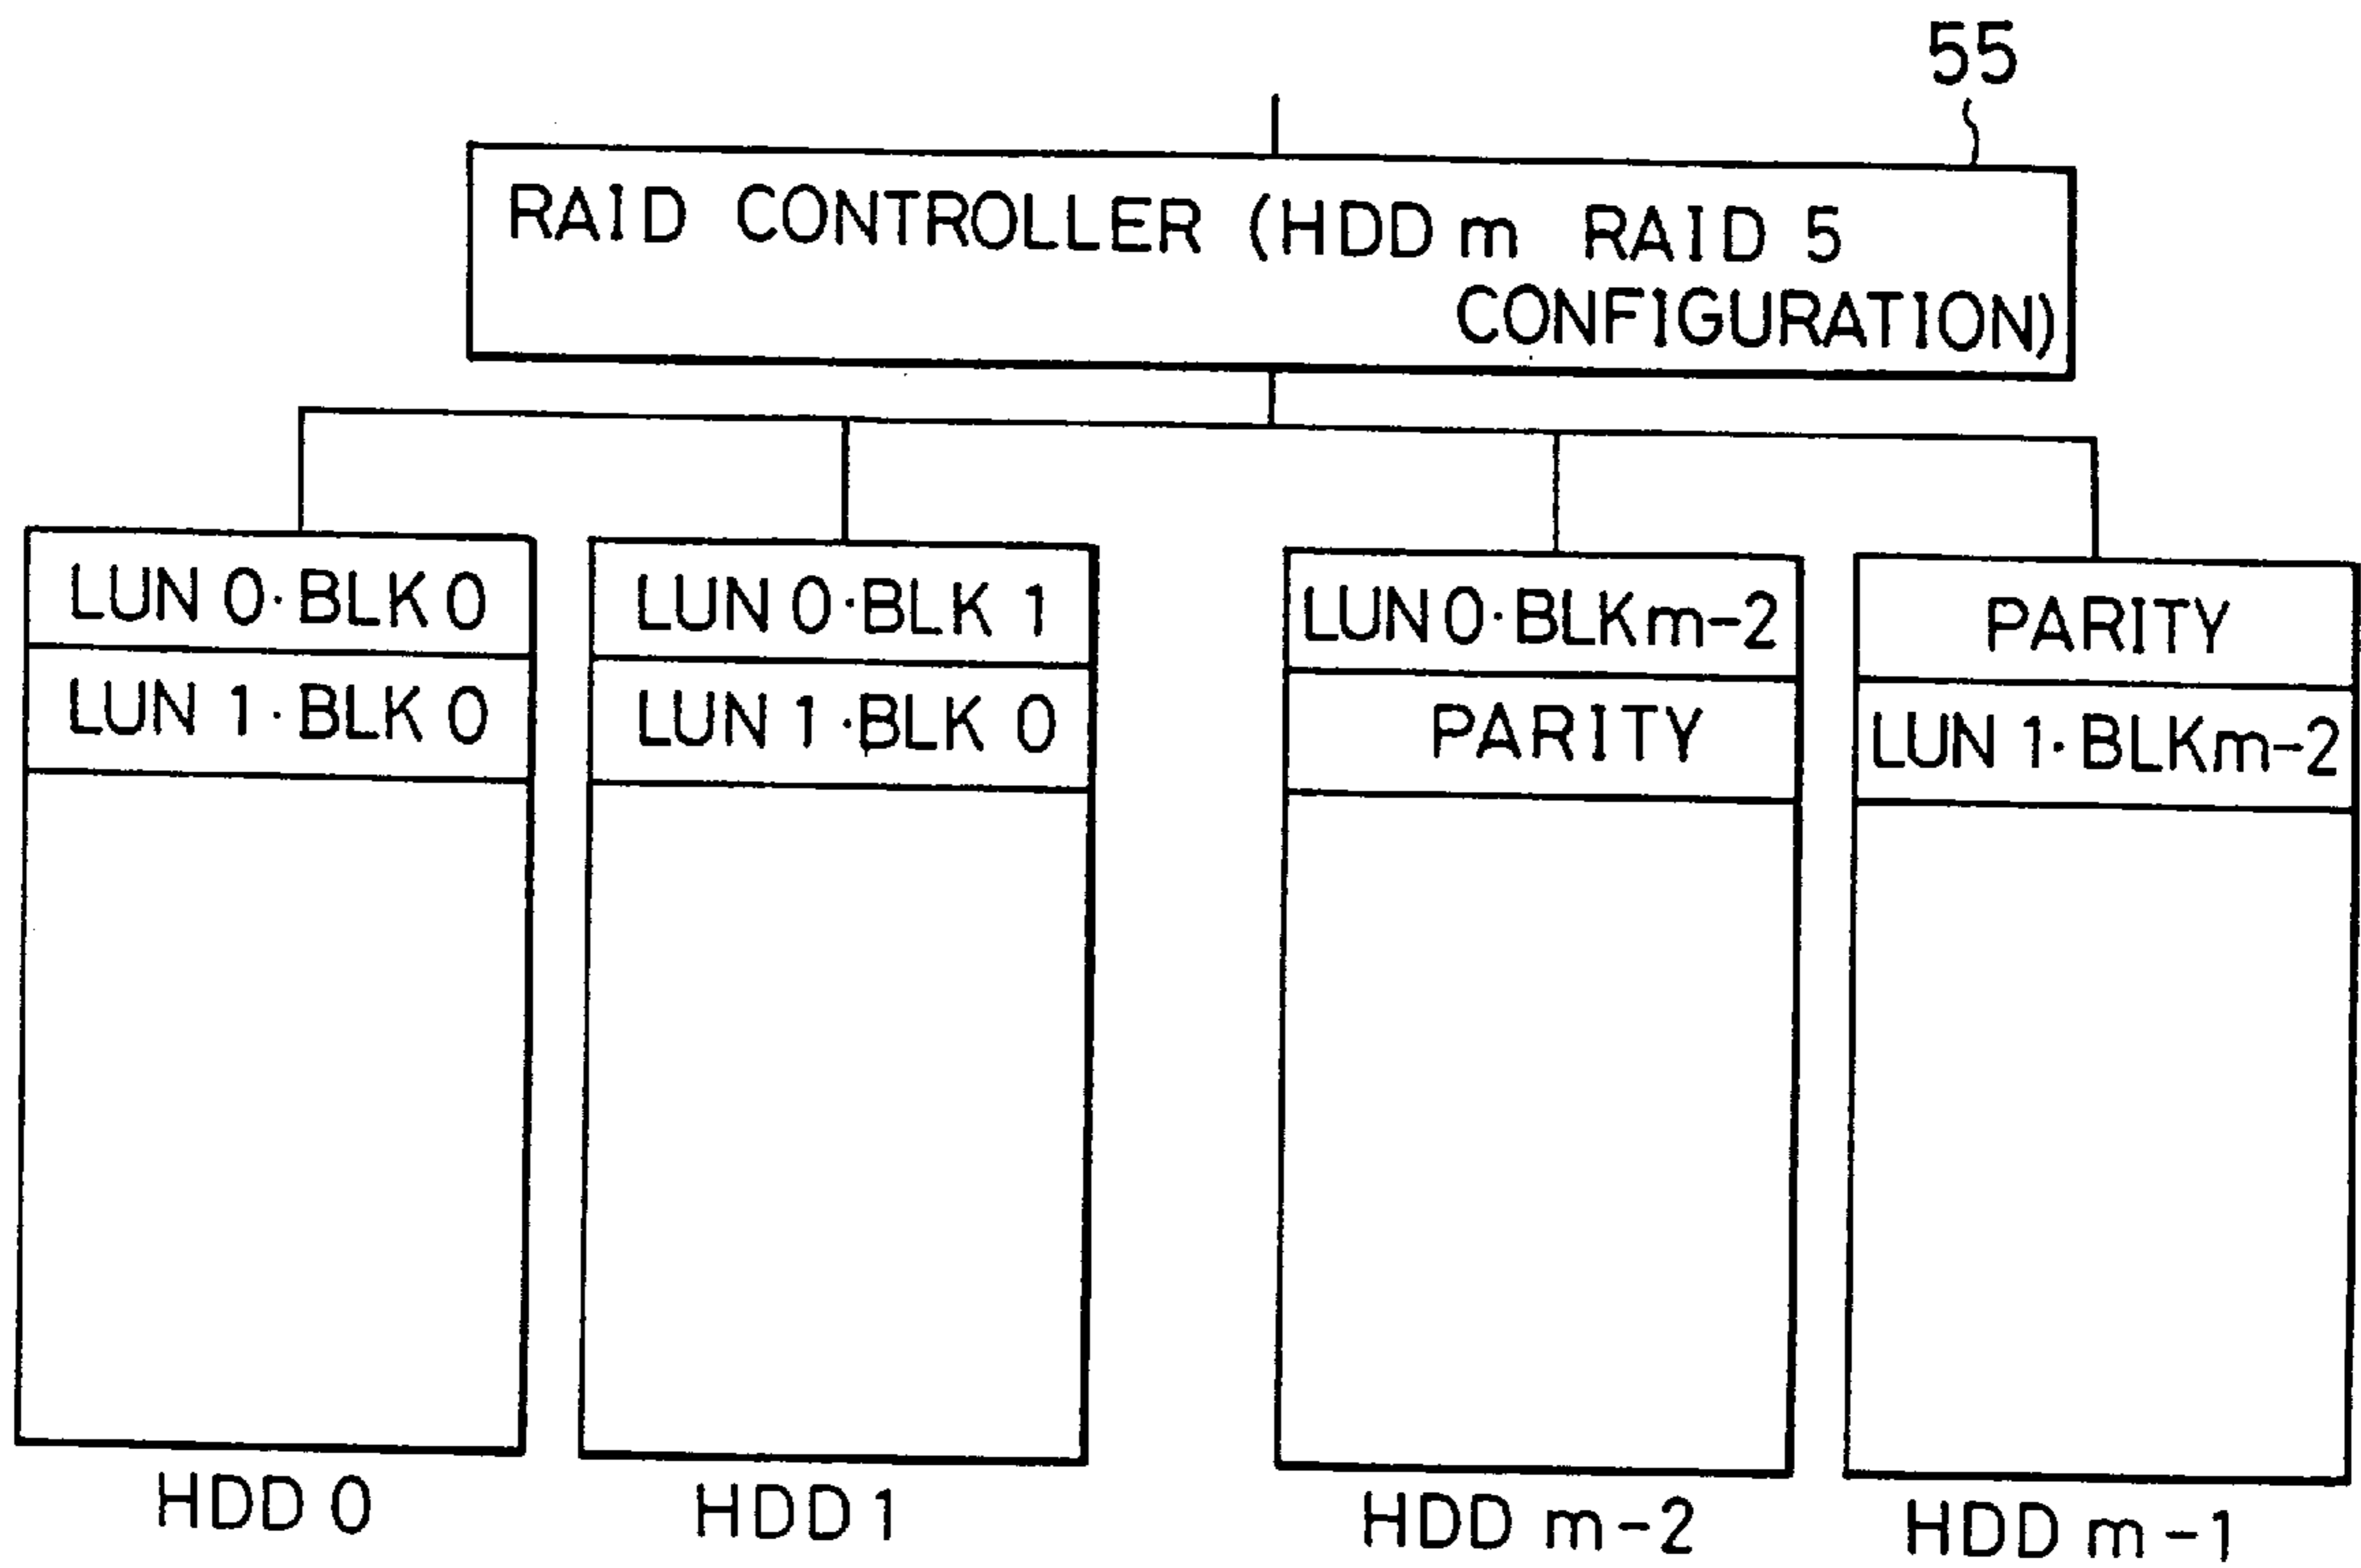 55
RAID CONTROLLER (HDD m RAID 5
CONFIGURATION)
LUN 0·BLK 0
LUN 0·BLK 1
LUN 0·BLK m-2
PARITY
LUN 1·BLK 0
LUN 1·BLK 0
PARITY
LUN 1·BLK m-2
HDD 0
HDD 1
HDD m-2
HDD m-1